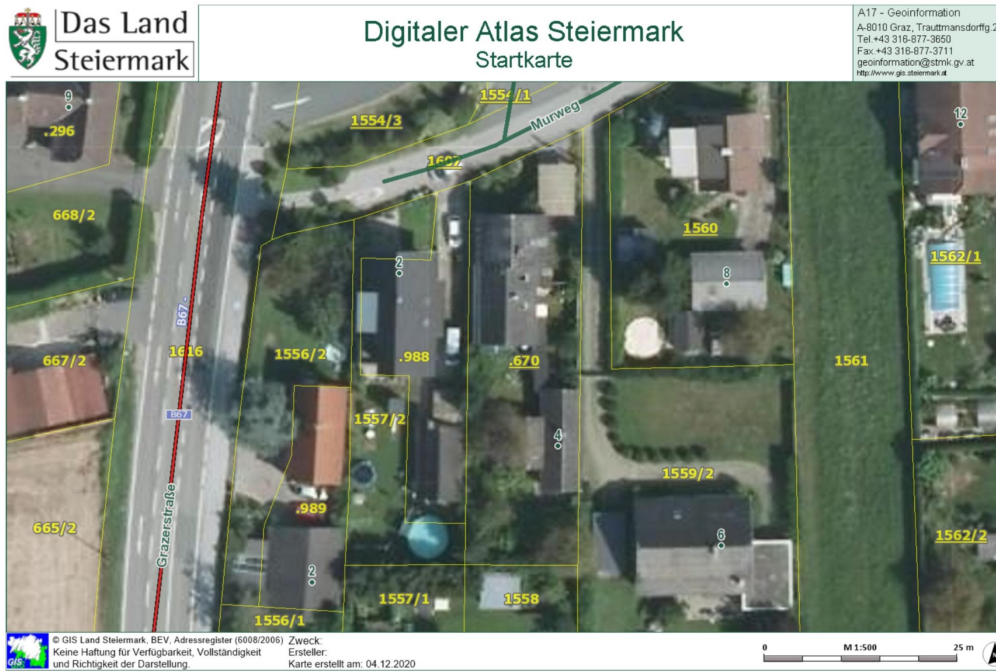 Das Land
Steiermark
Digitaler Atlas Steiermark
Startkarte
A17 - Geoinformation
A-8010 Graz, Trauttmansdorffg.2
Tel.+43 316-877-3650
Fax.+43 316-877-3711
geoinformation@stmk.gv.at
http://www.gis.steiermark.at
9
.296
1554/3
1554/1
Murweg
1607
12
668/2
1560
2
8
1562/1
B67 -
667/2
1616
1556/2
.988
.670
1561
B67
1557/2
4
1559/2
Grazerstraße
.989
665/2
6
1562/2
2
1557/1
1558
1556/1
GIS
© GIS Land Steiermark, BEV, Adressregister (6008/2006)
Keine Haftung für Verfügbarkeit, Vollständigkeit
und Richtigkeit der Darstellung.
Zweck:
Ersteller:
Karte erstellt am: 04.12.2020
0
M 1:500
25 m